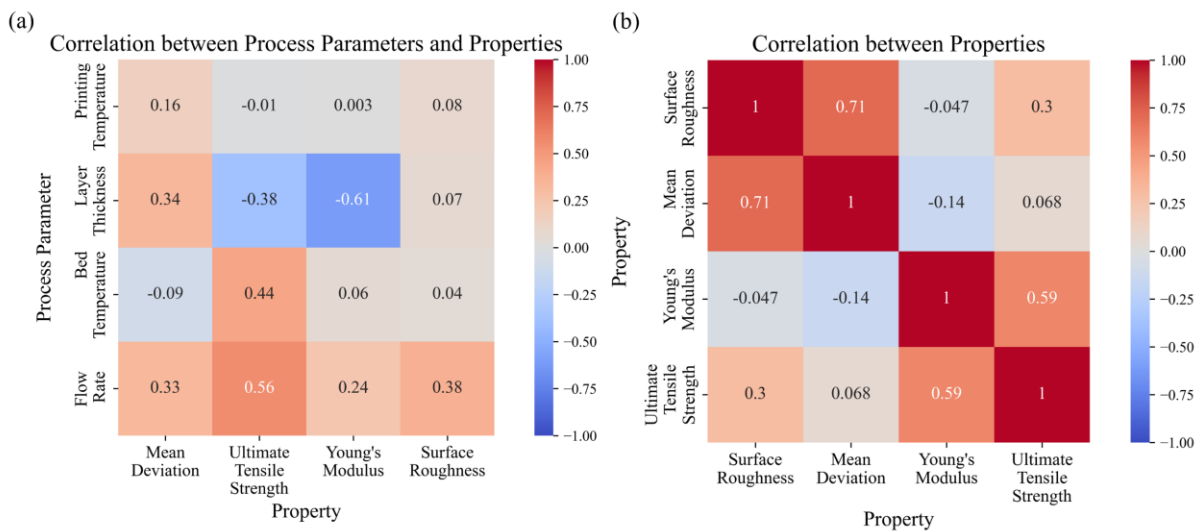 (a)
Correlation between Process Parameters and Properties
Process Parameter
Printing
Temperature
0.16 -0.01 0.003 0.08
Layer
Thickness
0.34 -0.38 -0.61 0.07
Bed
Temperature
-0.09 0.44 0.06 0.04
Flow
Rate
0.33 0.56 0.24 0.38
Mean
Deviation
Ultimate
Tensile
Strength
Young's
Modulus
Surface
Roughness
Property
1.00
0.75
0.50
0.25
0.00
−0.25
−0.50
−0.75
−1.00
(b)
Correlation between Properties
Property
Surface
Roughness
1 0.71 -0.047 0.3
Mean
Deviation
0.71 1 -0.14 0.068
Young's
Modulus
-0.047 -0.14 1 0.59
Ultimate
Tensile
Strength
0.3 0.068 0.59 1
Surface
Roughness
Mean
Deviation
Young's
Modulus
Ultimate
Tensile
Strength
Property
1.00
0.75
0.50
0.25
0.00
−0.25
−0.50
−0.75
−1.00